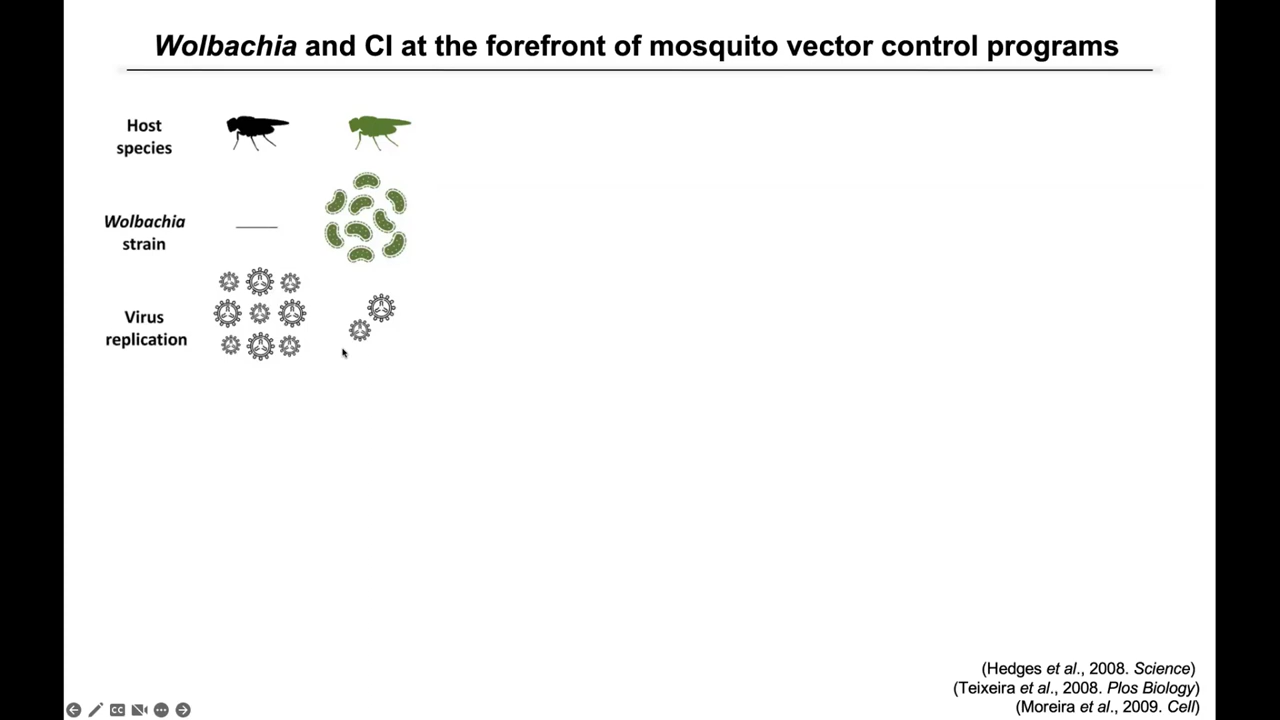 Wolbachia and CI at the forefront of mosquito vector control programs
Host
species
Wolbachia
strain
Virus
replication
(Hedges et al., 2008. Science)
(Teixeira et al., 2008. Plos Biology)
(Moreira et al., 2009. Cell)
CC